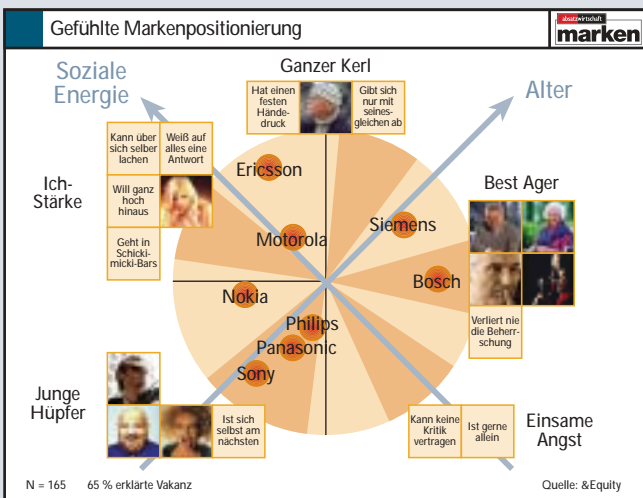 Gefühlte Markenpositionierung
absatzwirtschaft
marken
Soziale
Energie
Ganzer Kerl
Alter
Hat einen
festen
Hände-
druck
Gibt sich
nur mit
seines-
gleichen ab
Kann über
sich selber
lachen
Weiß auf
alles eine
Antwort
Ich-
Stärke
Will ganz
hoch
hinaus
Geht in
Schicki-
micki-Bars
Ericsson
Best Ager
Siemens
Motorola
Bosch
Nokia
Verliert nie
die Beherr-
schung
Philips
Panasonic
Sony
Junge
Hüpfer
Ist sich
selbst am
nächsten
Kann keine
Kritik
vertragen
Ist gerne
allein
Einsame
Angst
N = 165 65 % erklärte Vakanz
Quelle: &Equity